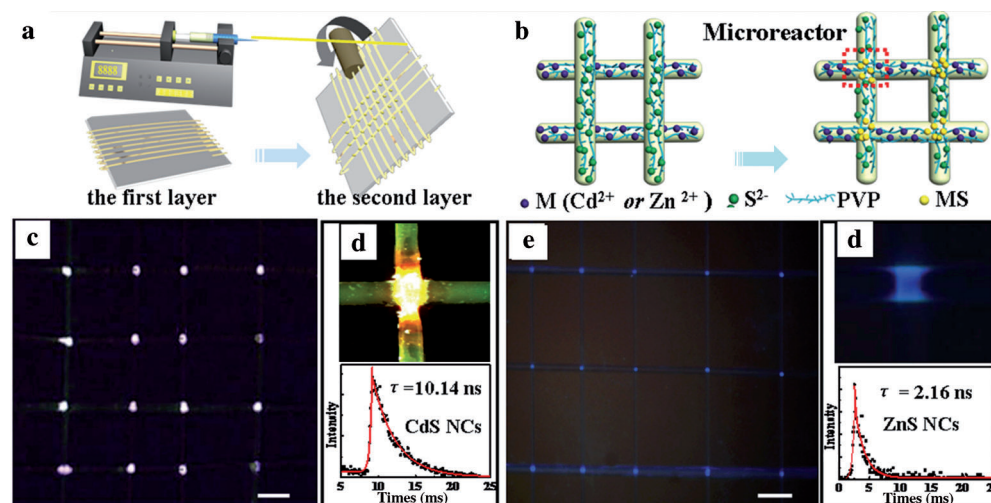 a
8888
the first layer
the second layer
b
Microreactor
M (Cd²⁺ or Zn ²⁺ )
S²⁻
PVP
MS
c
d
τ =10.14 ns
CdS NCs
Intensity
5 10 15 20 25
Times (ms)
e
d
τ = 2.16 ns
ZnS NCs
Intensity
0 5 10 15 20
Times (ms)